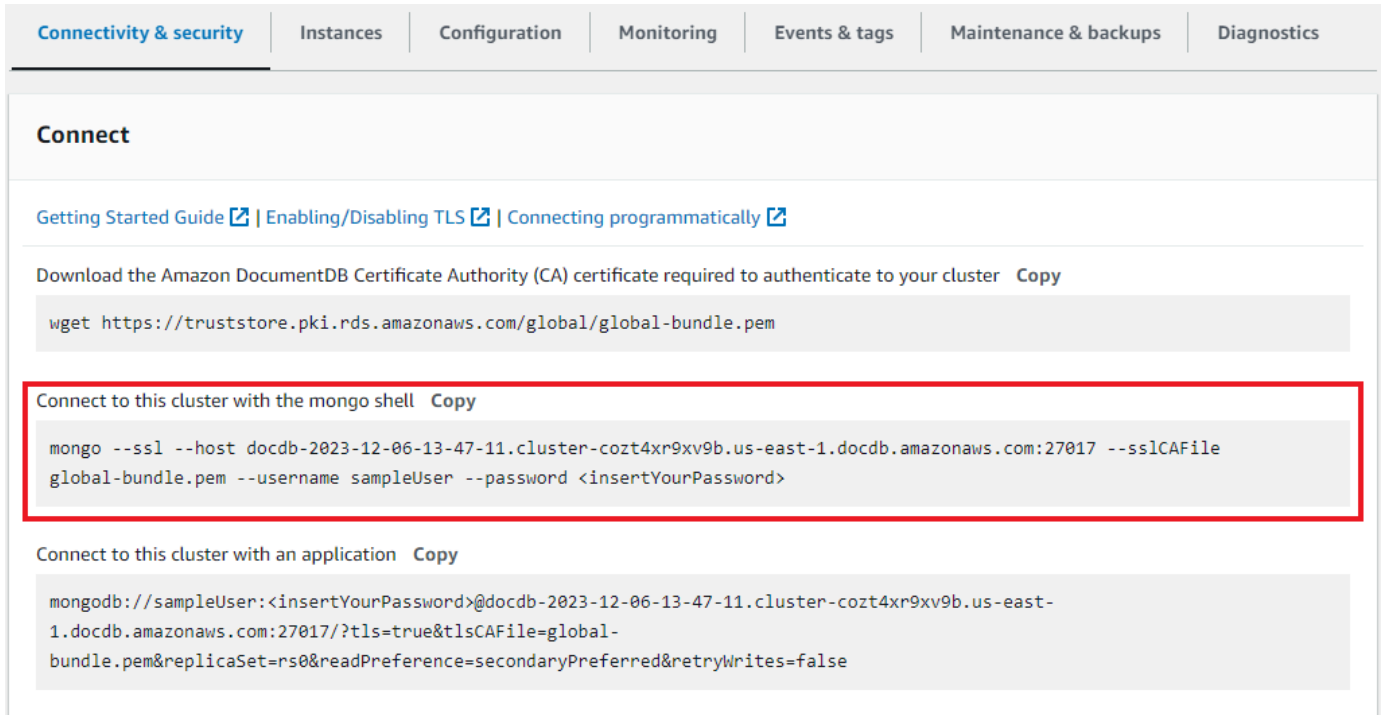 Connectivity & security Instances Configuration Monitoring Events & tags Maintenance & backups Diagnostics
Connect
Getting Started Guide | Enabling/Disabling TLS | Connecting programmatically
Download the Amazon DocumentDB Certificate Authority (CA) certificate required to authenticate to your cluster Copy
wget https://truststore.pki.rds.amazonaws.com/global/global-bundle.pem
Connect to this cluster with the mongo shell Copy
mongo --ssl --host docdb-2023-12-06-13-47-11.cluster-cozt4xr9xv9b.us-east-1.docdb.amazonaws.com:27017 --sslCAFile
global-bundle.pem --username sampleUser --password <insertYourPassword>
Connect to this cluster with an application Copy
mongodb://sampleUser:<insertYourPassword>@docdb-2023-12-06-13-47-11.cluster-cozt4xr9xv9b.us-east-
1.docdb.amazonaws.com:27017/?tls=true&tlsCAFile=global-
bundle.pem&replicaSet=rs0&readPreference=secondaryPreferred&retryWrites=false